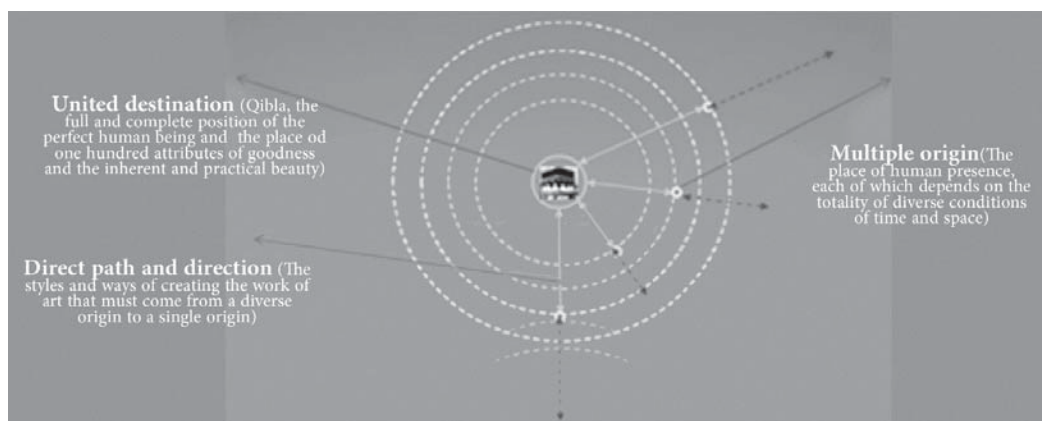 United destination (Qibla, the
full and complete position of the
perfect human being and the place od
one hundred attributes of goodness
and the inherent and practical beauty)
Direct path and direction (The
styles and ways of creating the work of
art that must come from a diverse
origin to a single origin)
Multiple origin(The
place of human presence,
each of which depends on the
totality of diverse conditions
of time and space)